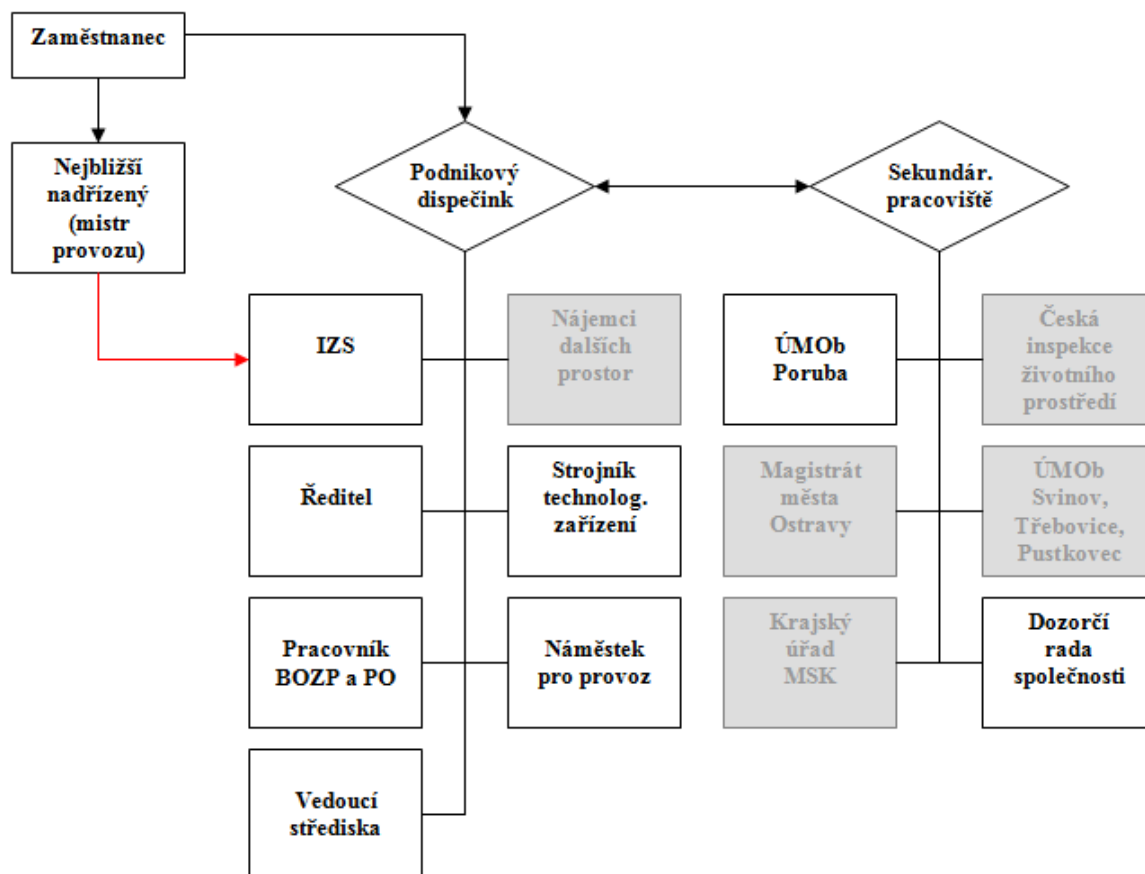 Zaměstnanec
Nejbližší
nadřízený
(mistr
provozu)
Podnikový
dispečink
Sekundár.
pracoviště
IZS
Nájemci
dalších
prostor
ÚMOb
Poruba
Česká
inspekce
životního
prostředí
Ředitel
Strojník
technolog.
zařízení
Magistrát
města
Ostravy
ÚMOb
Svinov,
Třebovice,
Pustkovec
Pracovník
BOZP a PO
Náměstek
pro provoz
Krajský
úřad
MSK
Dozorčí
rada
společnosti
Vedoucí
střediska